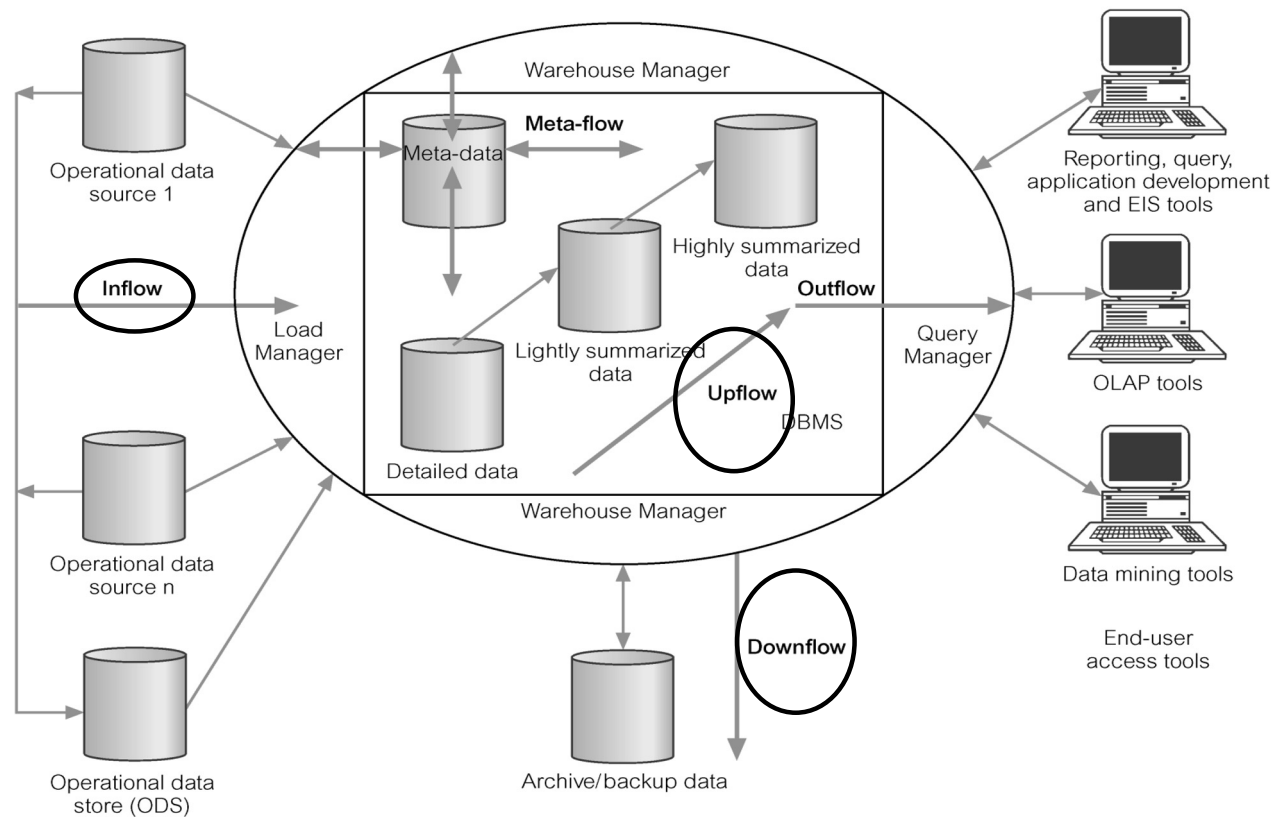 Warehouse Manager
Meta-flow
Meta-data
Operational data
source 1
Reporting, query,
application development
and EIS tools
Highly summarized
data
Inflow
Outflow
Load
Manager
Query
Manager
Lightly summarized
data
OLAP tools
Upflow
DBMS
Detailed data
Warehouse Manager
Operational data
source n
Data mining tools
Downflow
End-user
access tools
Archive/backup data
Operational data
store (ODS)